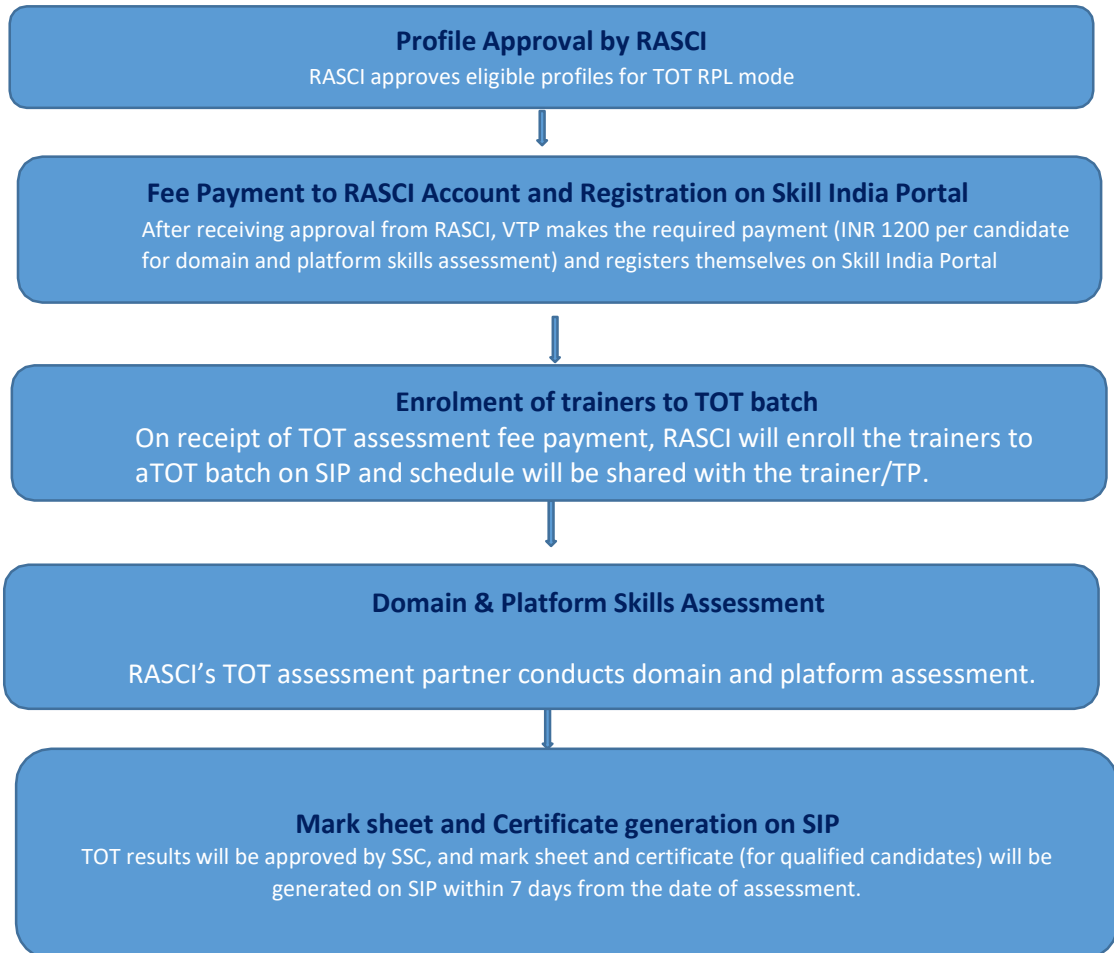 Profile Approval by RASCI
RASCI approves eligible profiles for TOT RPL mode
Fee Payment to RASCI Account and Registration on Skill India Portal
After receiving approval from RASCI, VTP makes the required payment (INR 1200 per candidate
for domain and platform skills assessment) and registers themselves on Skill India Portal
Enrolment of trainers to TOT batch
On receipt of TOT assessment fee payment, RASCI will enroll the trainers to
aTOT batch on SIP and schedule will be shared with the trainer/TP.
Domain & Platform Skills Assessment
RASCI’s TOT assessment partner conducts domain and platform assessment.
Mark sheet and Certificate generation on SIP
TOT results will be approved by SSC, and mark sheet and certificate (for qualified candidates) will be
generated on SIP within 7 days from the date of assessment.